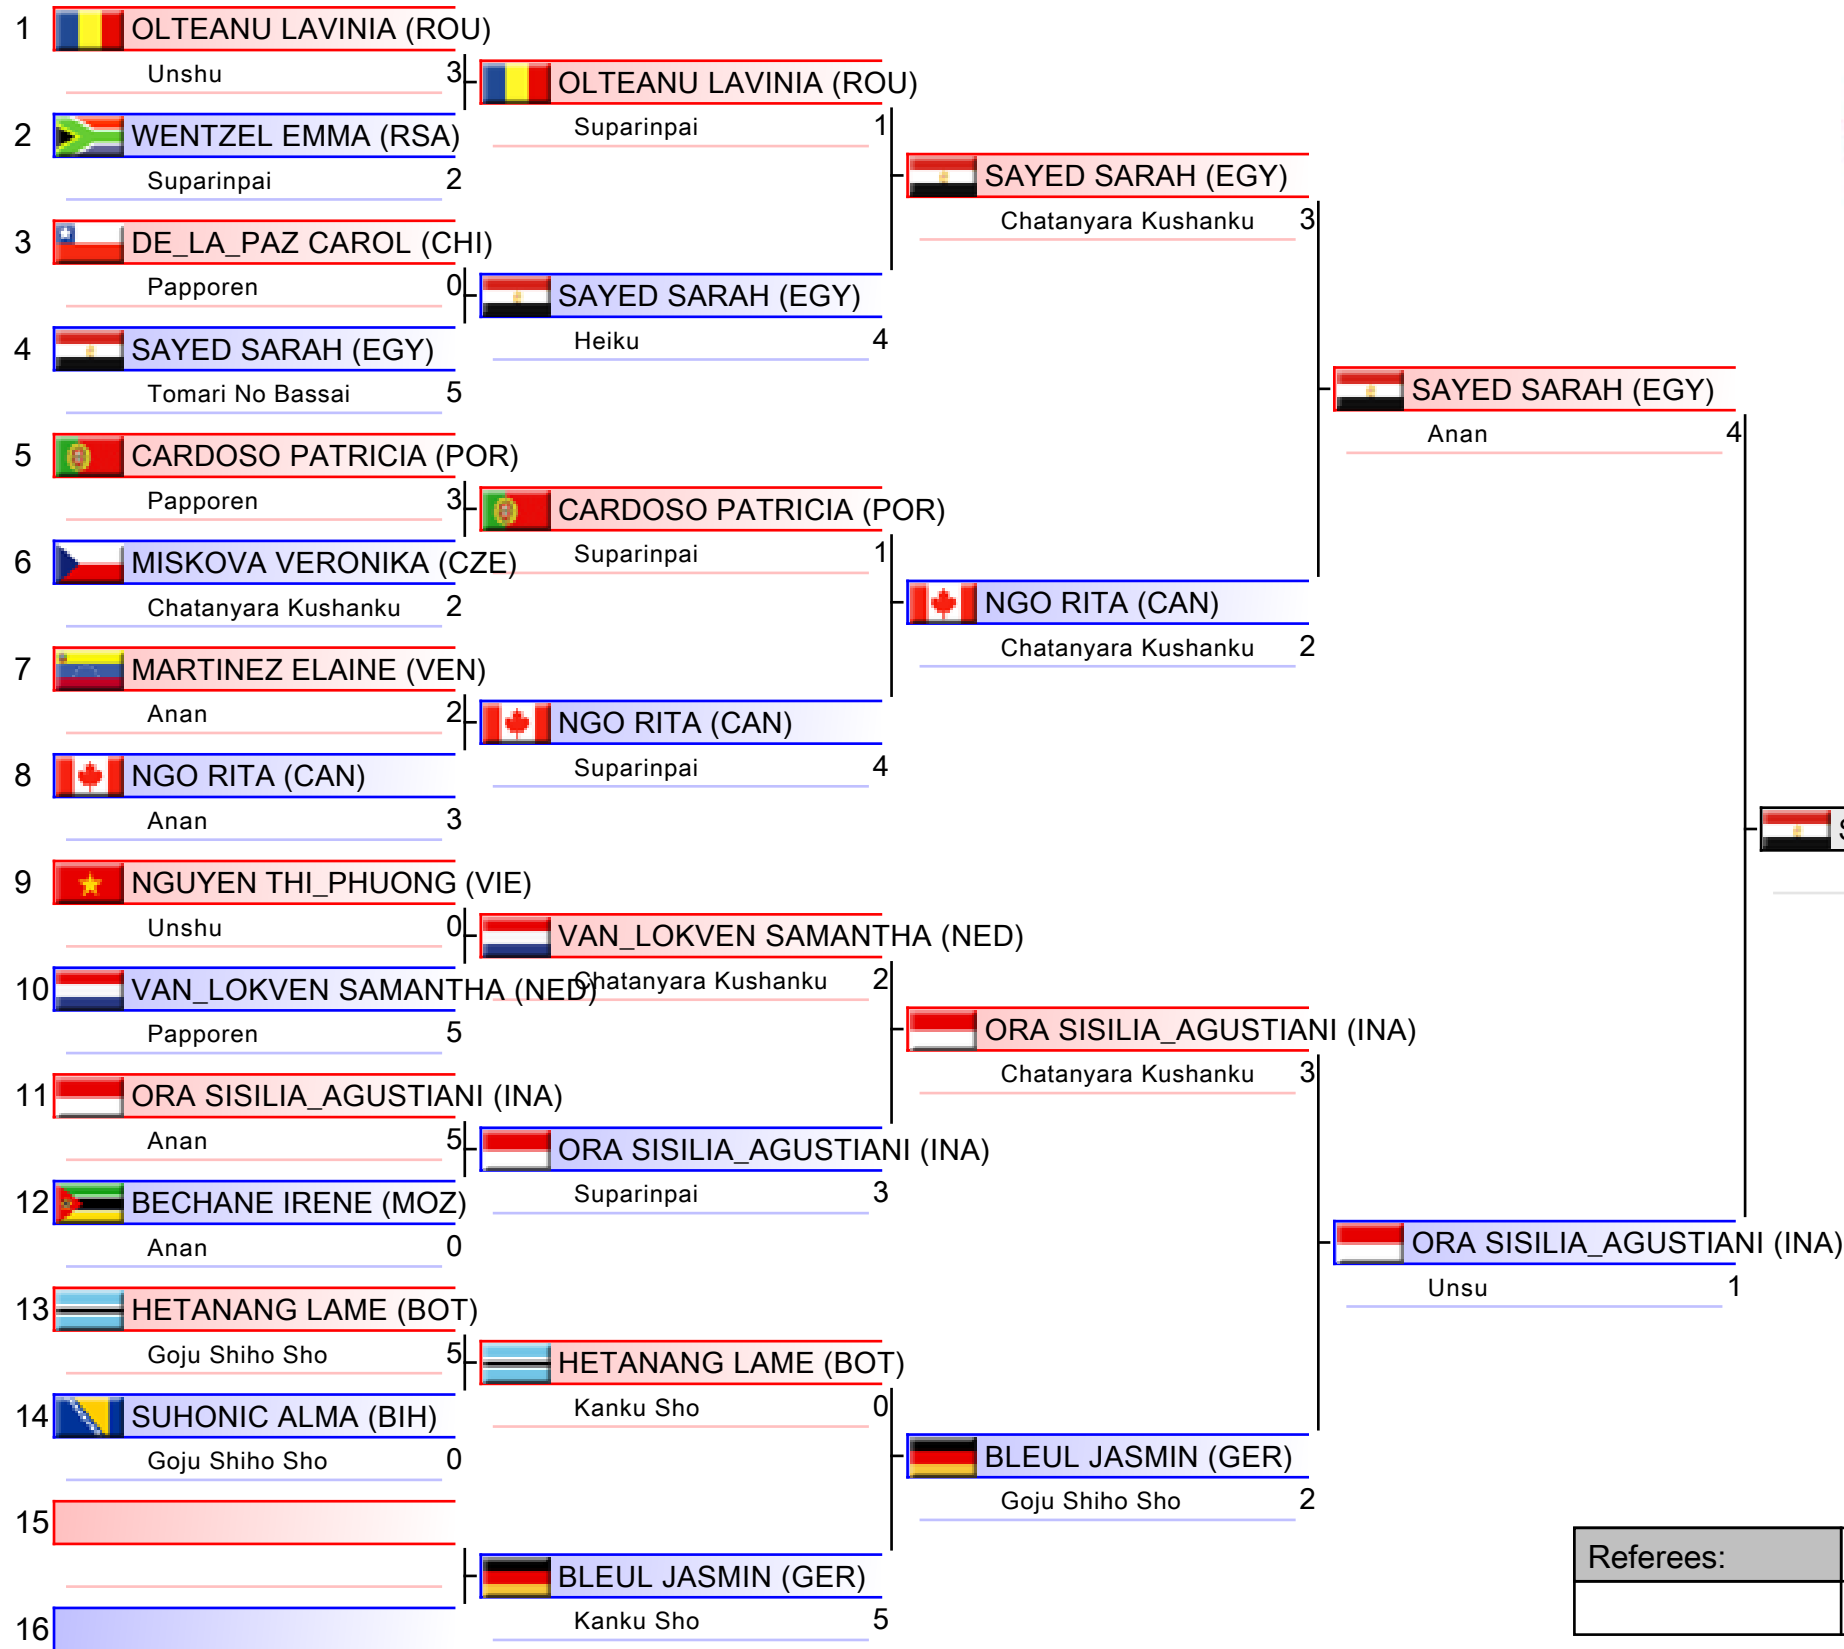 1 OLTEANU LAVINIA (ROU)
Unshu 3
2 WENTZEL EMMA (RSA)
Suparinpai 2
3 DE_LA_PAZ CAROL (CHI)
Papporen 0
4 SAYED SARAH (EGY)
Tomari No Bassai 5
5 CARDOSO PATRICIA (POR)
Papporen 3
6 MISKOVA VERONIKA (CZE)
Chatanyara Kushanku 2
7 MARTINEZ ELAINE (VEN)
Anan 2
8 NGO RITA (CAN)
Anan 3
9 NGUYEN THI_PHUONG (VIE)
Unshu 0
10 VAN_LOKVEN SAMANTHA (NED)
Papporen 5
11 ORA SISILIA_AGUSTIANI (INA)
Anan 5
12 BECHANE IRENE (MOZ)
Anan 0
13 HETANANG LAME (BOT)
Goju Shiho Sho 5
14 SUHONIC ALMA (BIH)
Goju Shiho Sho 0
15
16
OLTEANU LAVINIA (ROU)
Suparinpai 1
SAYED SARAH (EGY)
Heiku 4
CARDOSO PATRICIA (POR)
Suparinpai 1
NGO RITA (CAN)
Suparinpai 4
VAN_LOKVEN SAMANTHA (NED)
Chatanyara Kushanku 2
ORA SISILIA_AGUSTIANI (INA)
Suparinpai 3
HETANANG LAME (BOT)
Kanku Sho 0
BLEUL JASMIN (GER)
Kanku Sho 5
SAYED SARAH (EGY)
Chatanyara Kushanku 3
NGO RITA (CAN)
Chatanyara Kushanku 2
ORA SISILIA_AGUSTIANI (INA)
Chatanyara Kushanku 3
BLEUL JASMIN (GER)
Goju Shiho Sho 2
SAYED SARAH (EGY)
Anan 4
ORA SISILIA_AGUSTIANI (INA)
Unsu 1
Referees: